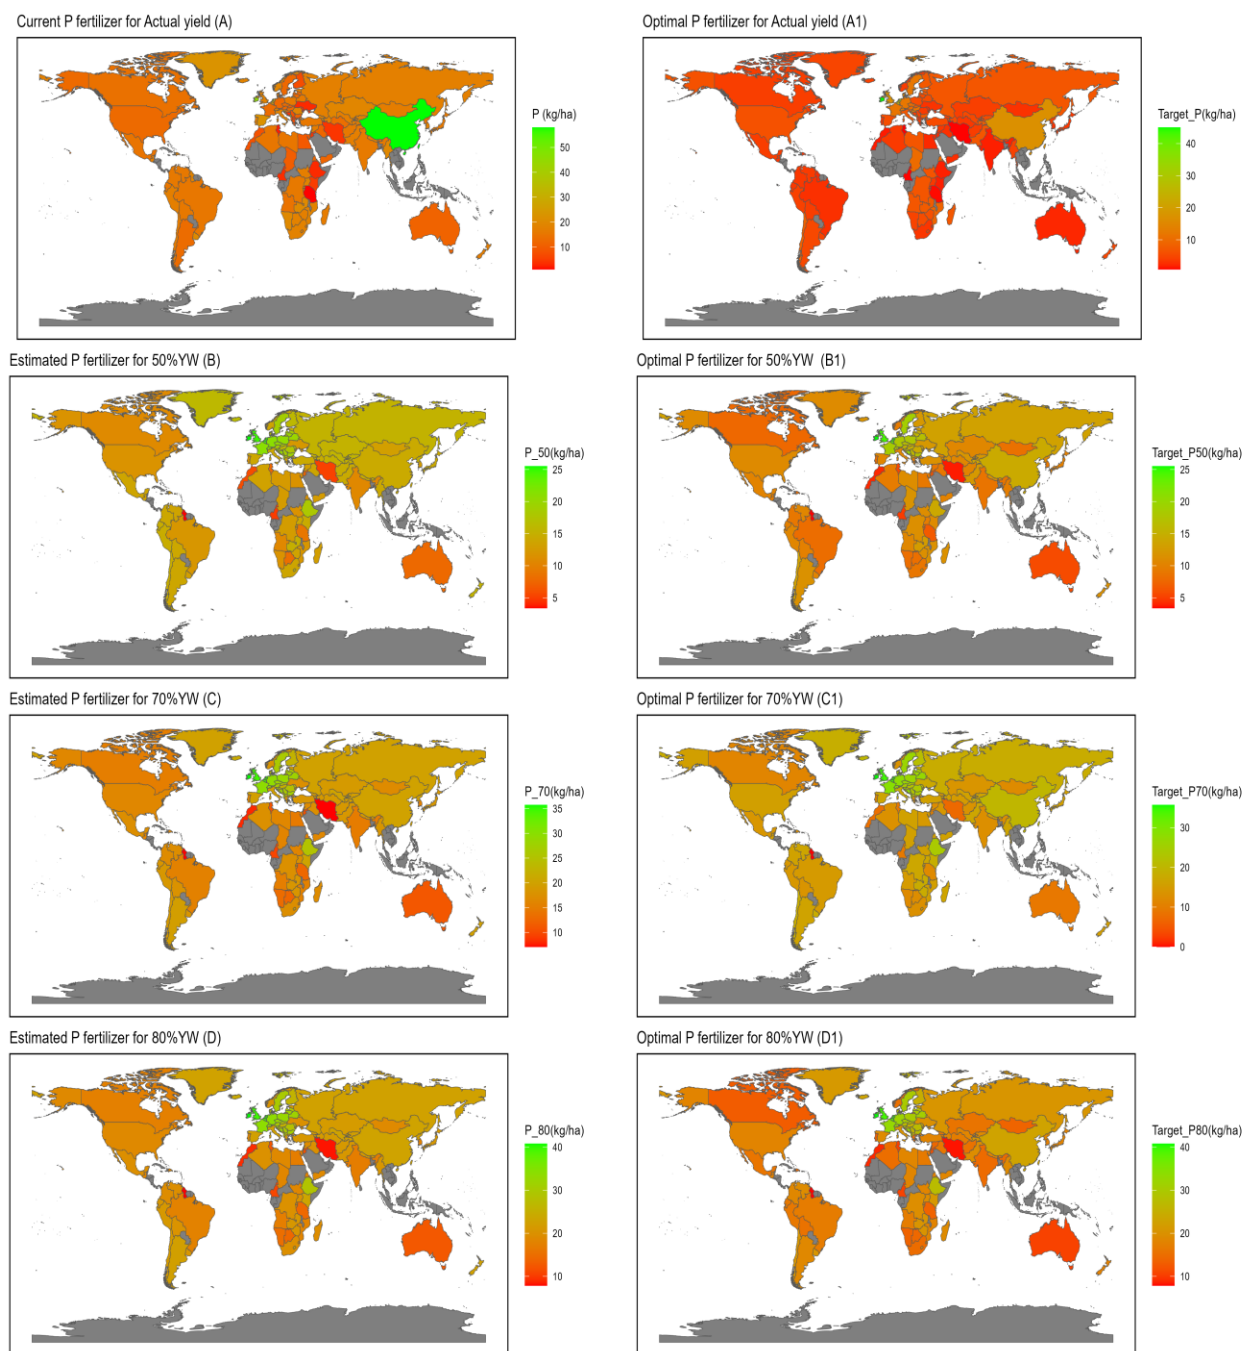 Current P fertilizer for Actual yield (A)
P (kg/ha)
50
40
30
20
10
Optimal P fertilizer for Actual yield (A1)
Target_P(kg/ha)
40
30
20
10
Estimated P fertilizer for 50%YW (B)
P_50(kg/ha)
25
20
15
10
5
Optimal P fertilizer for 50%YW (B1)
Target_P50(kg/ha)
25
20
15
10
5
Estimated P fertilizer for 70%YW (C)
P_70(kg/ha)
35
30
25
20
15
10
Optimal P fertilizer for 70%YW (C1)
Target_P70(kg/ha)
30
20
10
0
Estimated P fertilizer for 80%YW (D)
P_80(kg/ha)
40
30
20
10
Optimal P fertilizer for 80%YW (D1)
Target_P80(kg/ha)
40
30
20
10